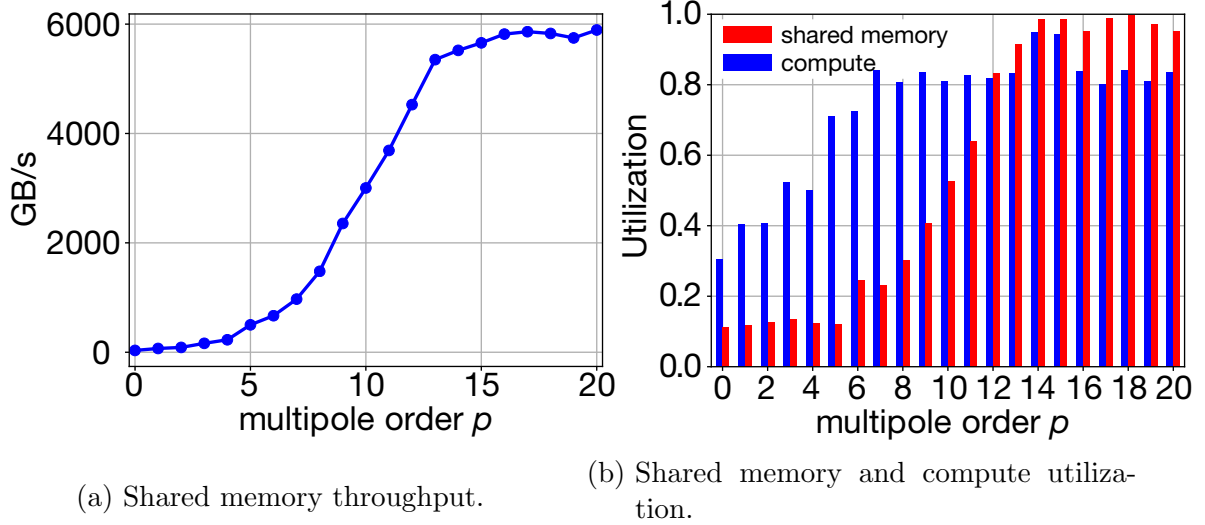 6000
4000
2000
0
GB/s
0 5 10 15 20
multipole order p
(a) Shared memory throughput.
1.0
0.8
0.6
0.4
0.2
0.0
Utilization
shared memory
compute
0 2 4 6 8 10 12 14 16 18 20
multipole order p
(b) Shared memory and compute utiliza-
tion.